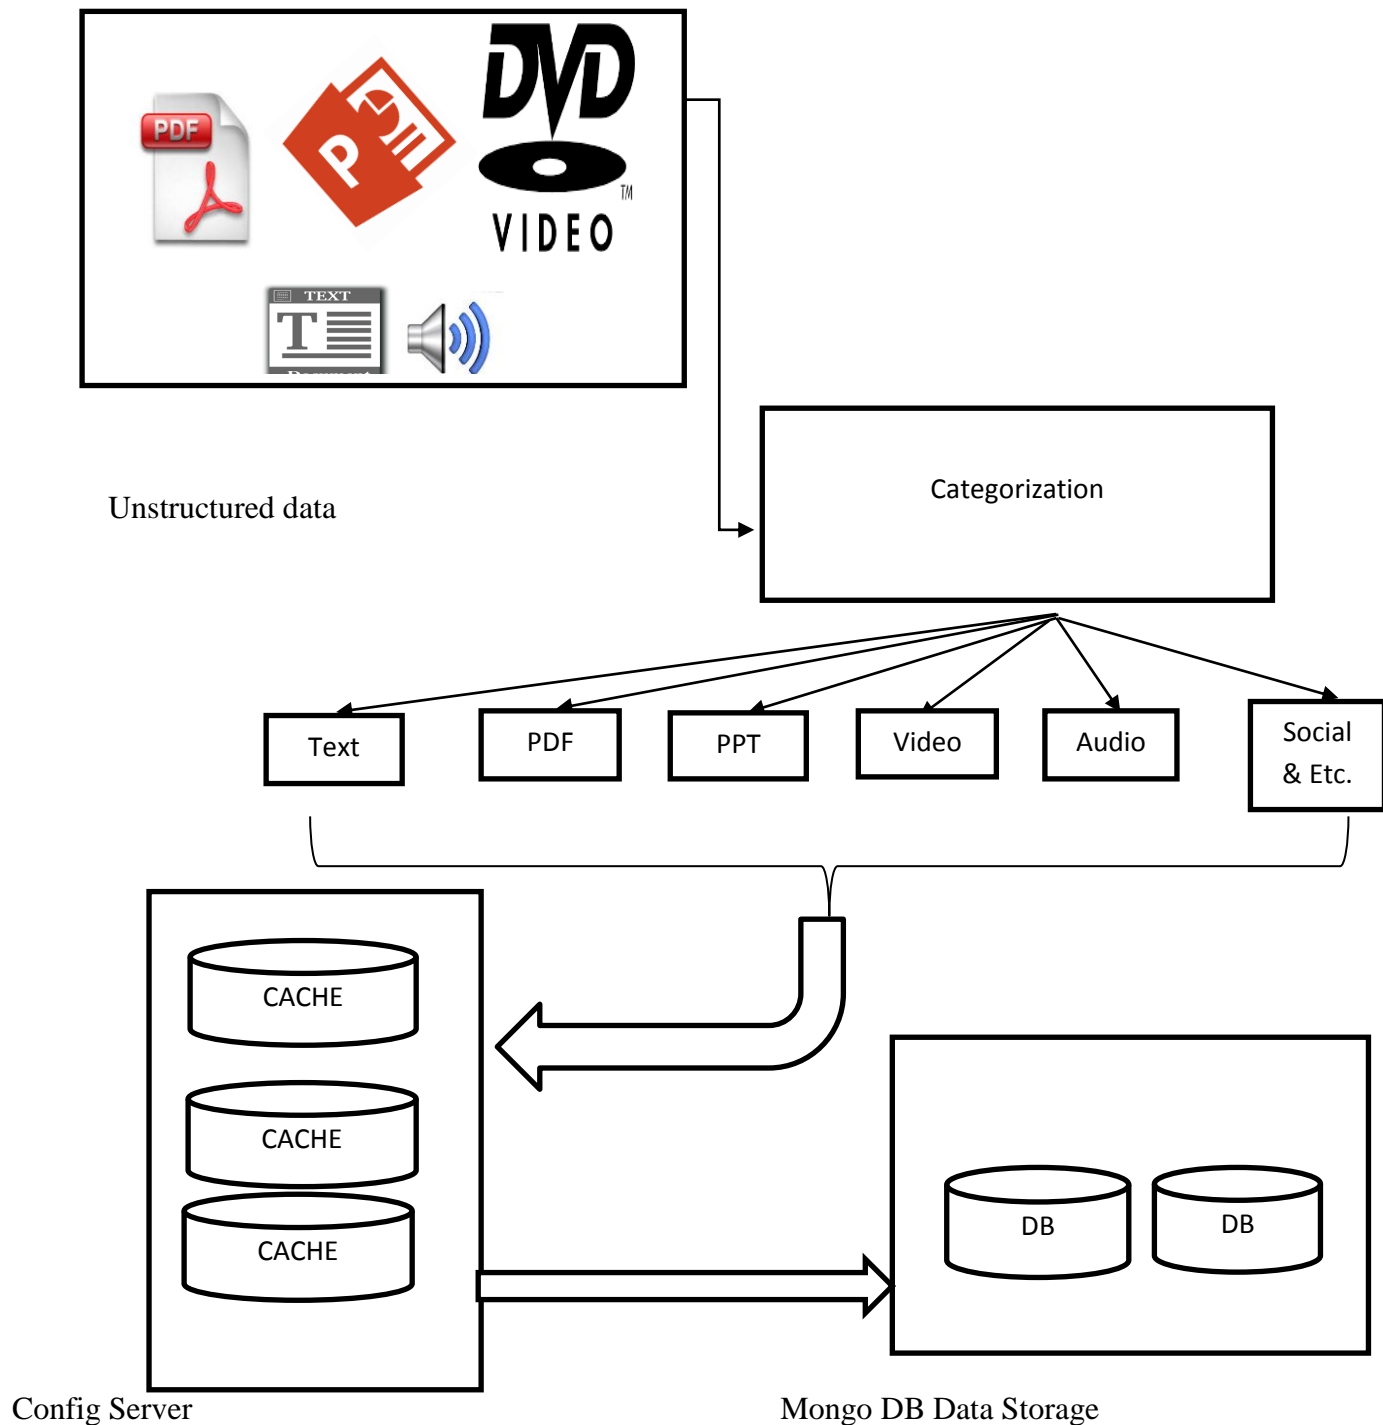 DVD
PDF
P
TM
VIDEO
TEXT
T
Document
Unstructured data
Categorization
Text
PDF
PPT
Video
Audio
Social
& Etc.
CACHE
CACHE
CACHE
DB
DB
Config Server
Mongo DB Data Storage